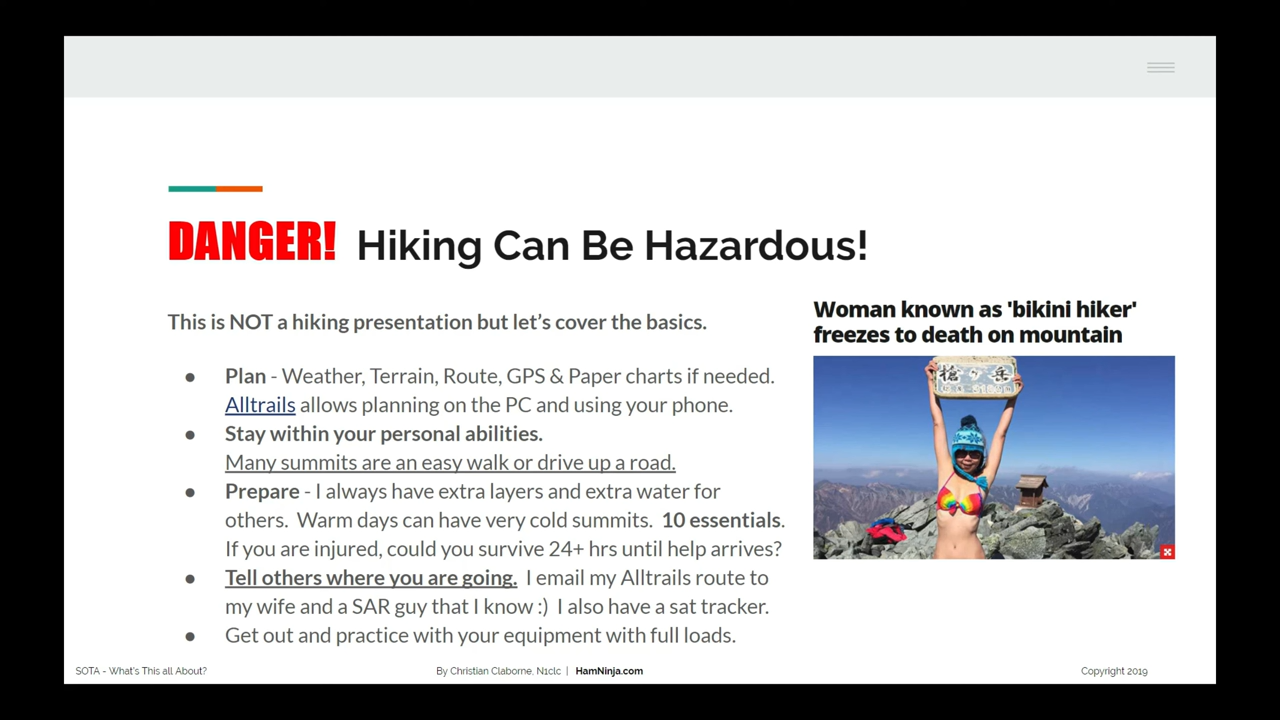 DANGER! Hiking Can Be Hazardous!
This is NOT a hiking presentation but let's cover the basics.
● Plan - Weather, Terrain, Route, GPS & Paper charts if needed.
Alltrails allows planning on the PC and using your phone.
● Stay within your personal abilities.
Many summits are an easy walk or drive up a road.
● Prepare - I always have extra layers and extra water for
others. Warm days can have very cold summits. 10 essentials.
If you are injured, could you survive 24+ hrs until help arrives?
● Tell others where you are going. I email my Alltrails route to
my wife and a SAR guy that I know :) I also have a sat tracker.
● Get out and practice with your equipment with full loads.
Woman known as 'bikini hiker'
freezes to death on mountain
槍ヶ岳
SOTA - What's This all About?
By Christian Claborne, N1clc | HamNinja.com
Copyright 2019